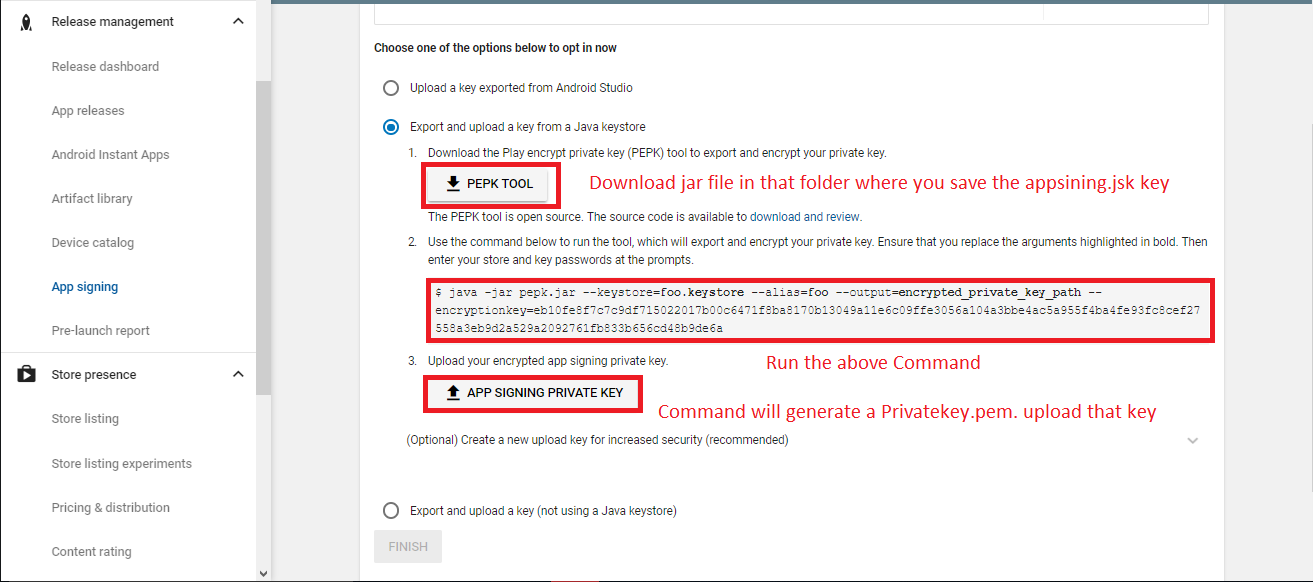 Release management
Release dashboard
App releases
Android Instant Apps
Artifact library
Device catalog
App signing
Pre-launch report
Store presence
Store listing
Store listing experiments
Pricing & distribution
Content rating
Choose one of the options below to opt in now
Upload a key exported from Android Studio
Export and upload a key from a Java keystore
1. Download the Play encrypt private key (PEPK) tool to export and encrypt your private key.
PEPK TOOL
Download jar file in that folder where you save the appsining.jsk key
The PEPK tool is open source. The source code is available to download and review.
2. Use the command below to run the tool, which will export and encrypt your private key. Ensure that you replace the arguments highlighted in bold. Then
enter your store and key passwords at the prompts.
$ java -jar pepk.jar --keystore=foo.keystore --alias=foo --output=encrypted_private_key_path --
encryptionkey=eb10fe8f7c7c9df715022017b00c6471f8ba8170b13049a11e6c09ffe3056a104a3bbe4ac5a955f4ba4fe93fc8cef27
558a3eb9d2a529a2092761fb833b656cd48b9de6a
3. Upload your encrypted app signing private key.
Run the above Command
APP SIGNING PRIVATE KEY
Command will generate a Privatekey.pem. upload that key
(Optional) Create a new upload key for increased security (recommended)
Export and upload a key (not using a Java keystore)
FINISH